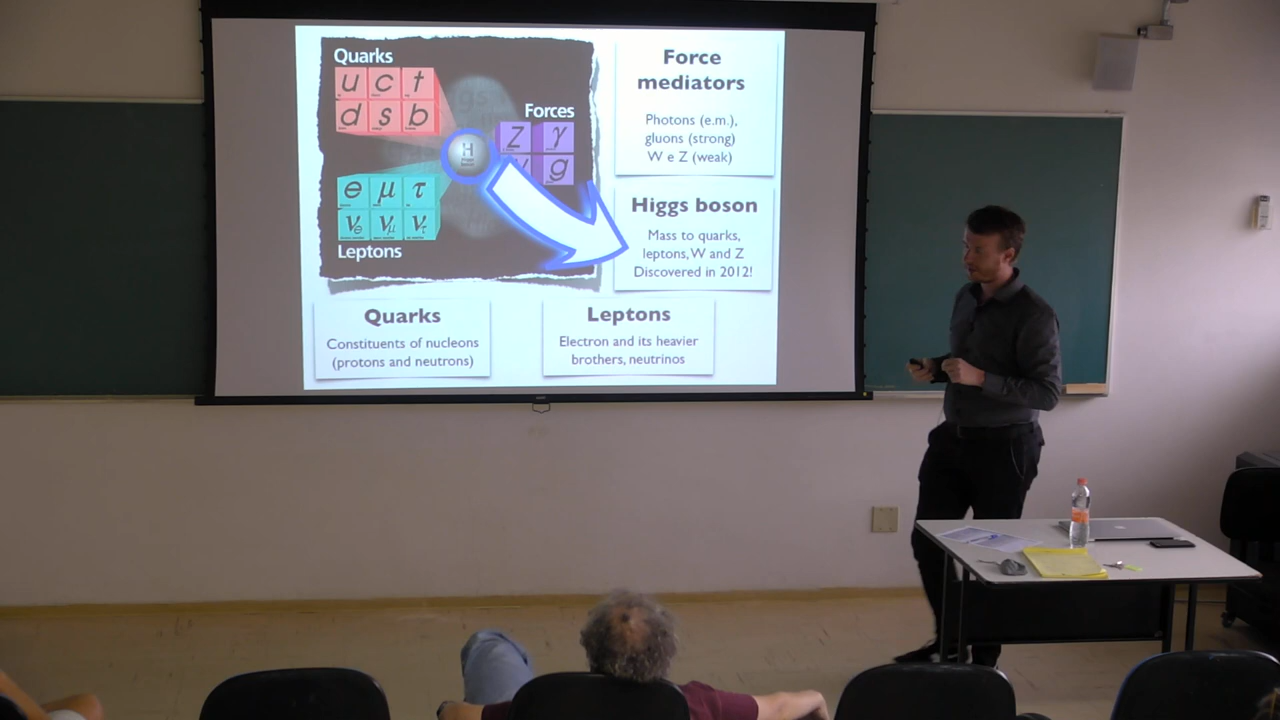 Quarks
u c t
d s b
Forces
Z γ
g
H
e μ τ
νe νμ ντ
Leptons
Force
mediators
Photons (e.m.),
gluons (strong)
W e Z (weak)
Higgs boson
Mass to quarks,
leptons, W and Z
Discovered in 2012!
Quarks
Constituents of nucleons
(protons and neutrons)
Leptons
Electron and its heavier
brothers, neutrinos